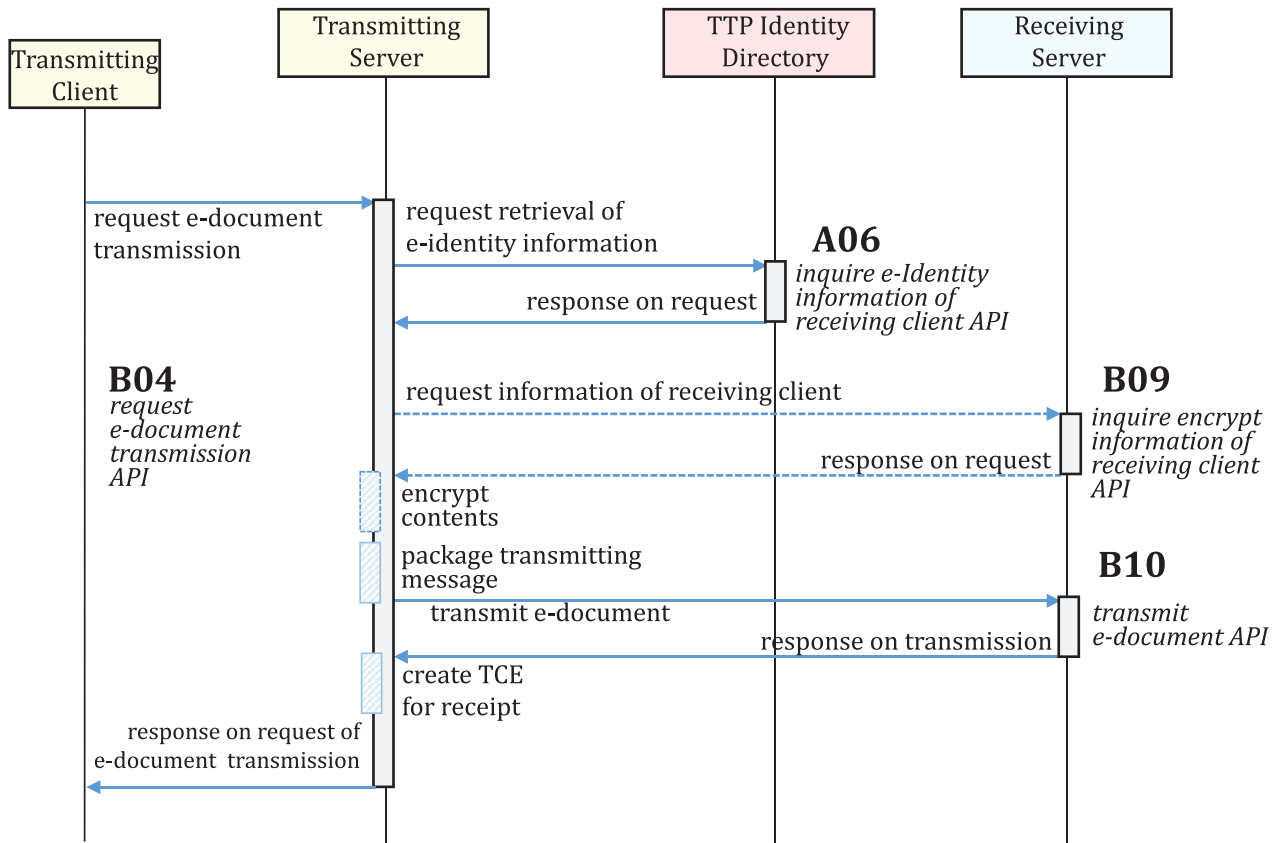 Transmitting
Client
Transmitting
Server
TTP Identity
Directory
Receiving
Server
request e-document
transmission
request retrieval of
e-identity information
A06
inquire e-Identity
information of
receiving client API
response on request
B04
request
e-document
transmission
API
request information of receiving client
B09
inquire encrypt
information of
receiving client
API
response on request
encrypt
contents
package transmitting
message
B10
transmit e-document
transmit
e-document API
response on transmission
create TCE
for receipt
response on request of
e-document transmission